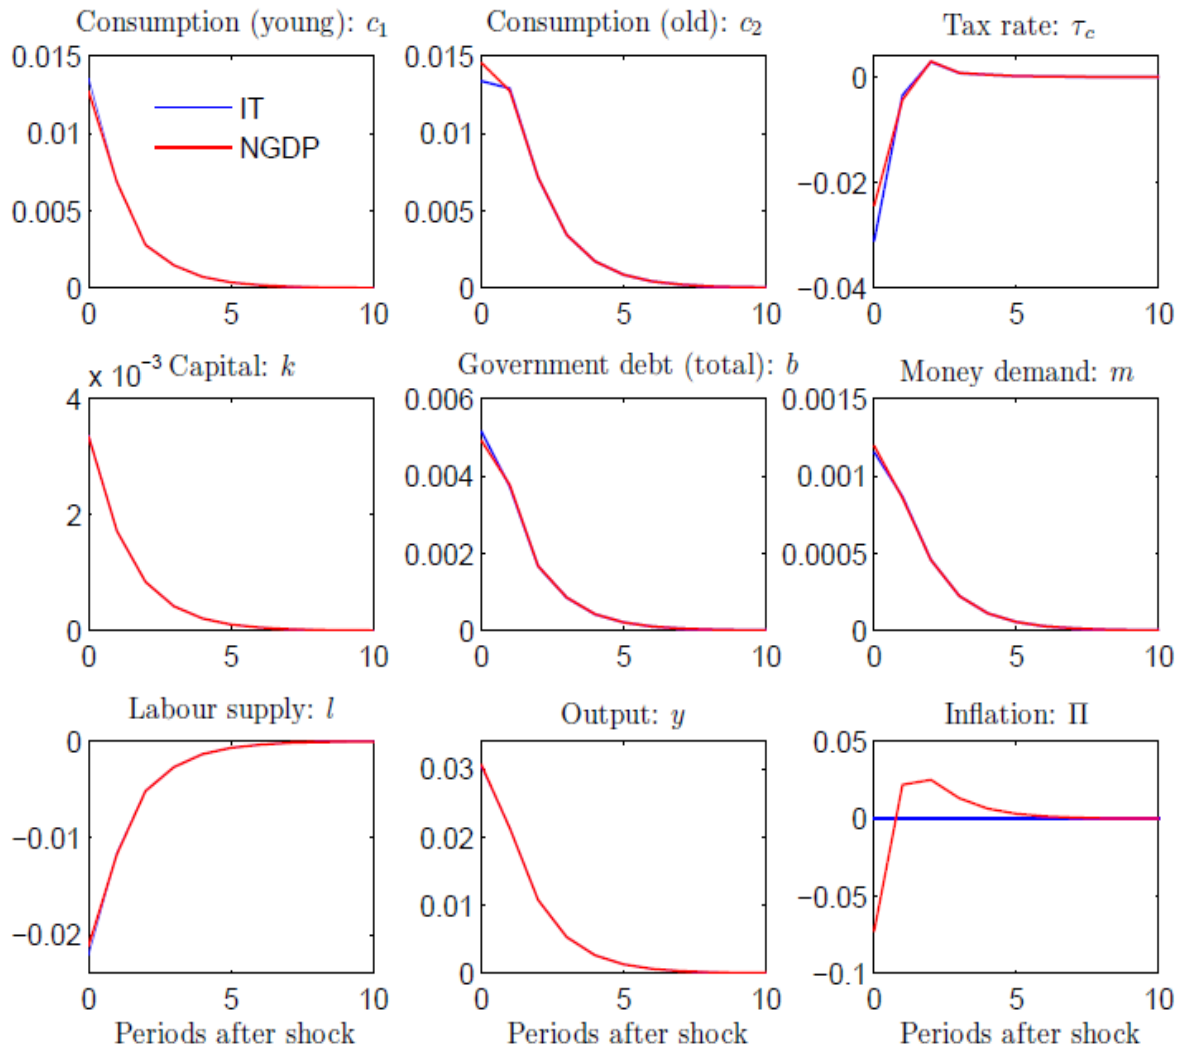 Consumption (young): c₁ Consumption (old): c₂ Tax rate: τ_c
0.015 0.01 0.005 0
IT
NGDP
0 5 10
0.015 0.01 0.005 0
0 5 10
0 −0.02 −0.04
0 5 10
x 10⁻³ Capital: k Government debt (total): b Money demand: m
4 2 0
0 5 10
0.006 0.004 0.002 0
0 5 10
0.0015 0.001 0.0005 0
0 5 10
Labour supply: l Output: y Inflation: Π
0 −0.01 −0.02
0 5 10
0.03 0.02 0.01 0
0 5 10
0.05 0 −0.05 −0.1
0 5 10
Periods after shock Periods after shock Periods after shock